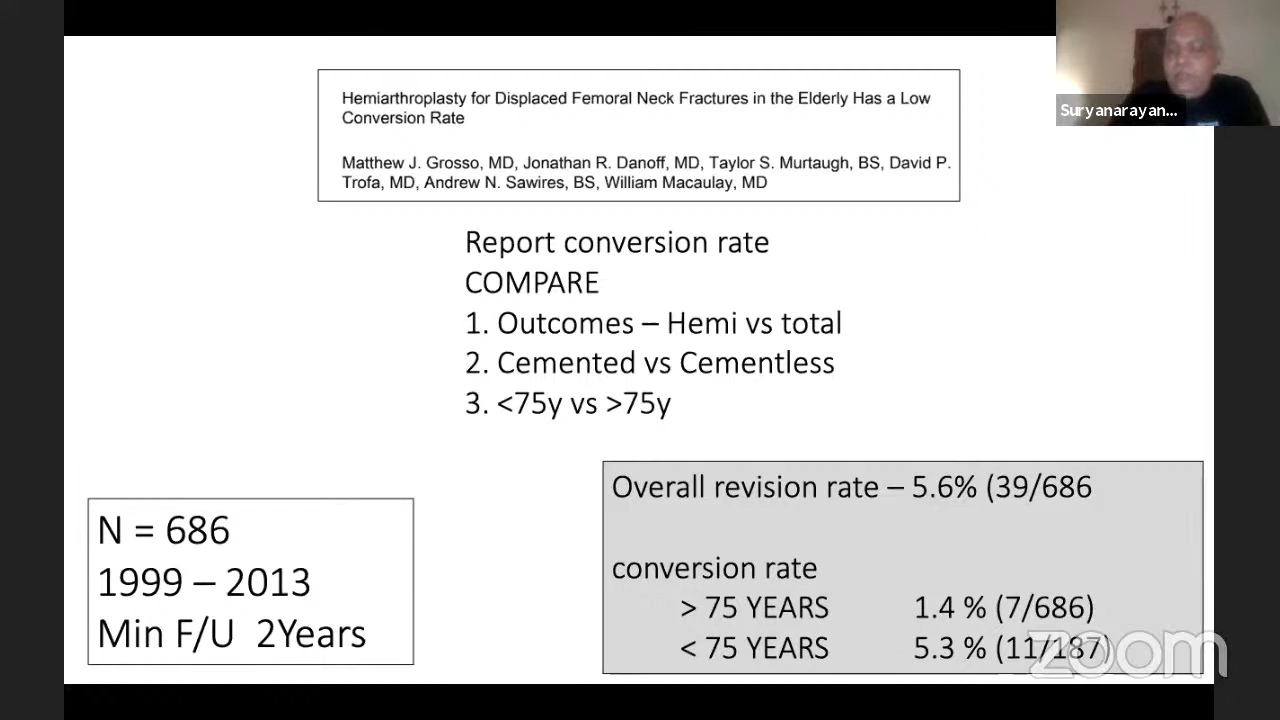 Suryanarayan...
Hemiarthroplasty for Displaced Femoral Neck Fractures in the Elderly Has a Low
Conversion Rate
Matthew J. Grosso, MD, Jonathan R. Danoff, MD, Taylor S. Murtaugh, BS, David P.
Trofa, MD, Andrew N. Sawires, BS, William Macaulay, MD
Report conversion rate
COMPARE
1. Outcomes – Hemi vs total
2. Cemented vs Cementless
3. <75y vs >75y
N = 686
1999 – 2013
Min F/U 2Years
Overall revision rate – 5.6% (39/686
conversion rate
> 75 YEARS 1.4 % (7/686)
< 75 YEARS 5.3 % (11/187)
zoom